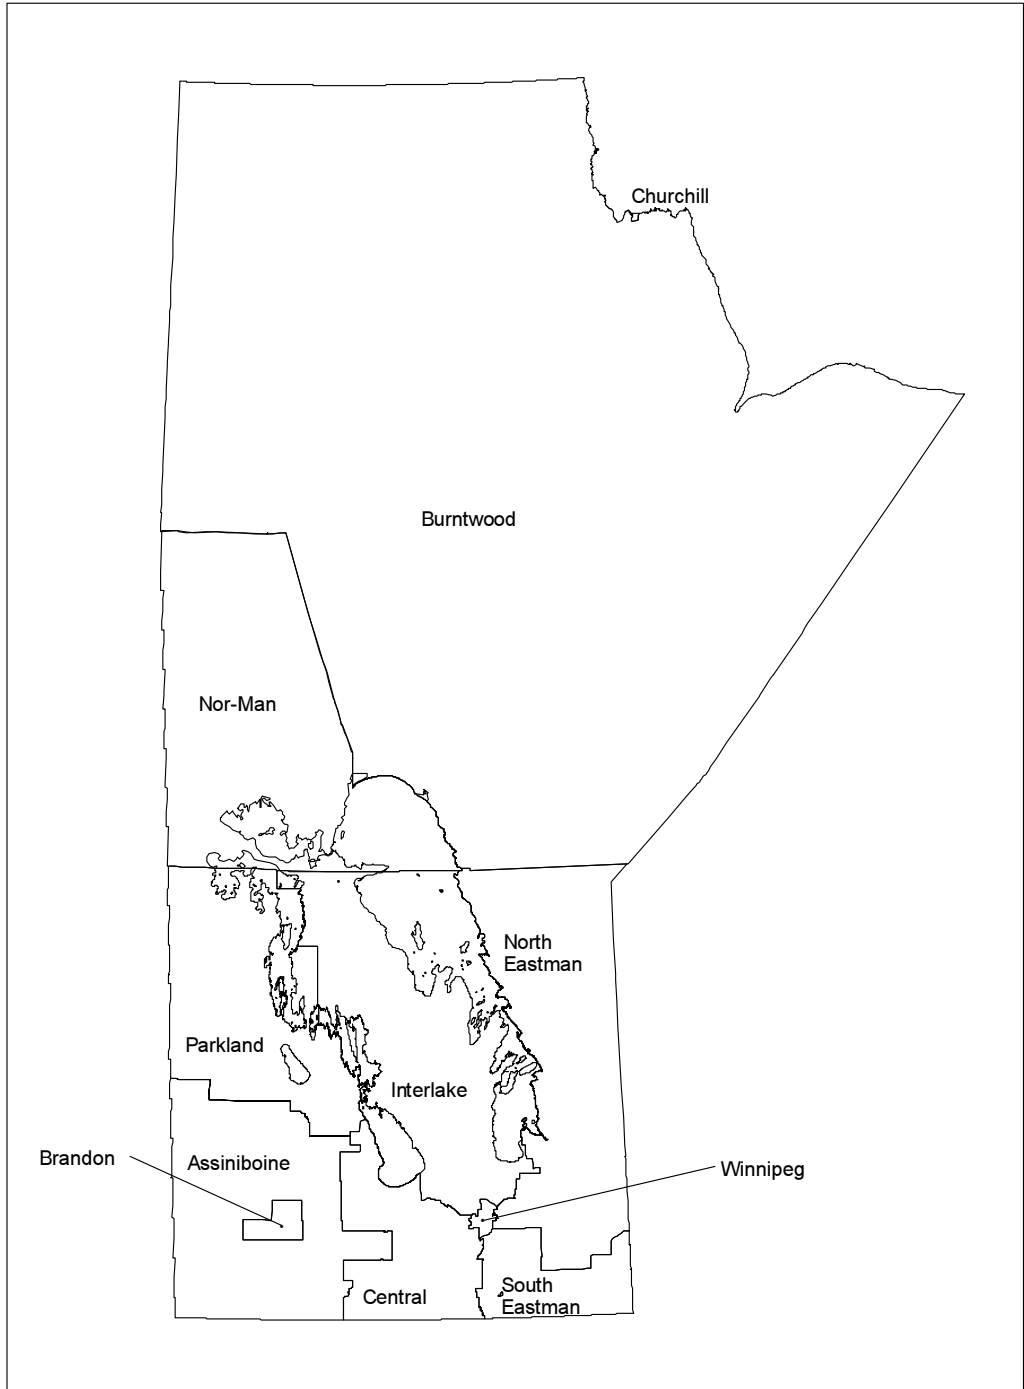 Churchill
Burntwood
Nor-Man
North
Eastman
Parkland
Interlake
Brandon
Assiniboine
Winnipeg
South
Eastman
Central